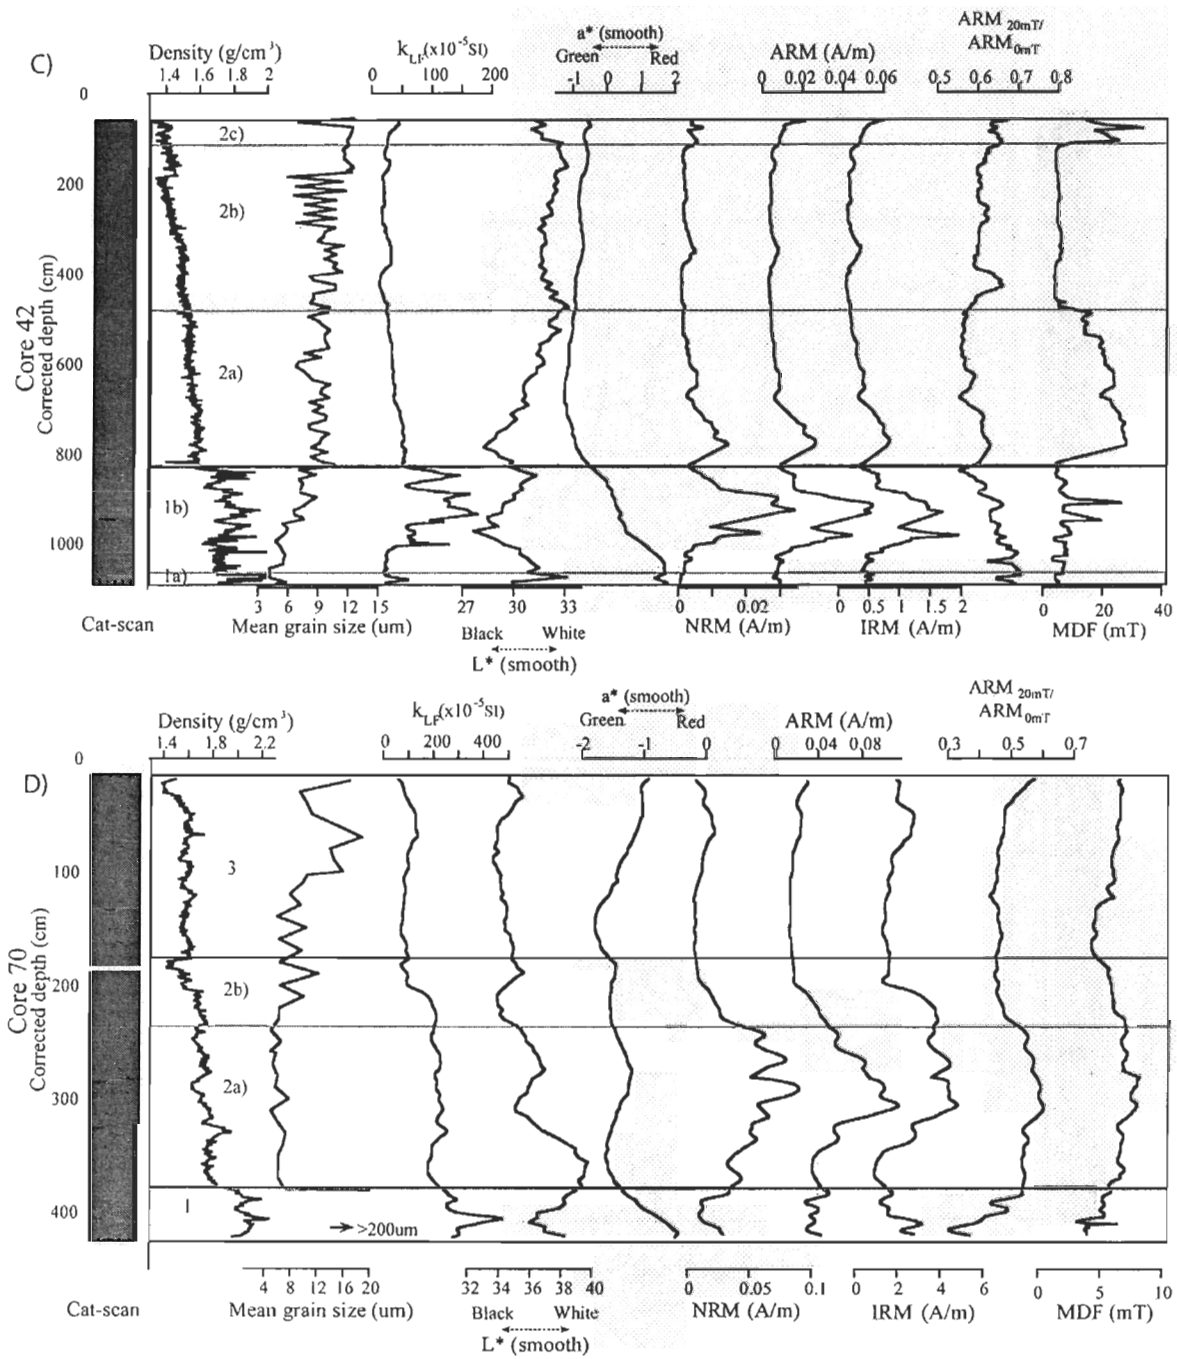 C)
Density (g/cm³)
1.4 1.6 1.8 2
k_LF (x10⁻⁵SI)
0 100 200
a* (smooth)
Green Red
-1 0 1 2
ARM (A/m)
0 0.02 0.04 0.06
ARM 20mT/
ARM 0mT
0.5 0.6 0.7 0.8
0
200
400
600
800
1000
Core 42
Corrected depth (cm)
2c)
2b)
2a)
1b)
1a)
Cat-scan
3 6 9 12 15
Mean grain size (um)
27 30 33
Black White
L* (smooth)
0 0.02
NRM (A/m)
0 0.5 1 1.5 2
IRM (A/m)
0 20 40
MDF (mT)
D)
Density (g/cm³)
1.4 1.8 2.2
k_LF (x10⁻⁵SI)
0 200 400
a* (smooth)
Green Red
-2 -1 0
ARM (A/m)
0 0.04 0.08
ARM 20mT/
ARM 0mT
0.3 0.5 0.7
0
100
200
300
400
Core 70
Corrected depth (cm)
3
2b)
2a)
1
>200um
Cat-scan
4 8 12 16 20
Mean grain size (um)
32 34 36 38 40
Black White
L* (smooth)
0 0.05 0.1
NRM (A/m)
0 2 4 6
IRM (A/m)
0 5 10
MDF (mT)